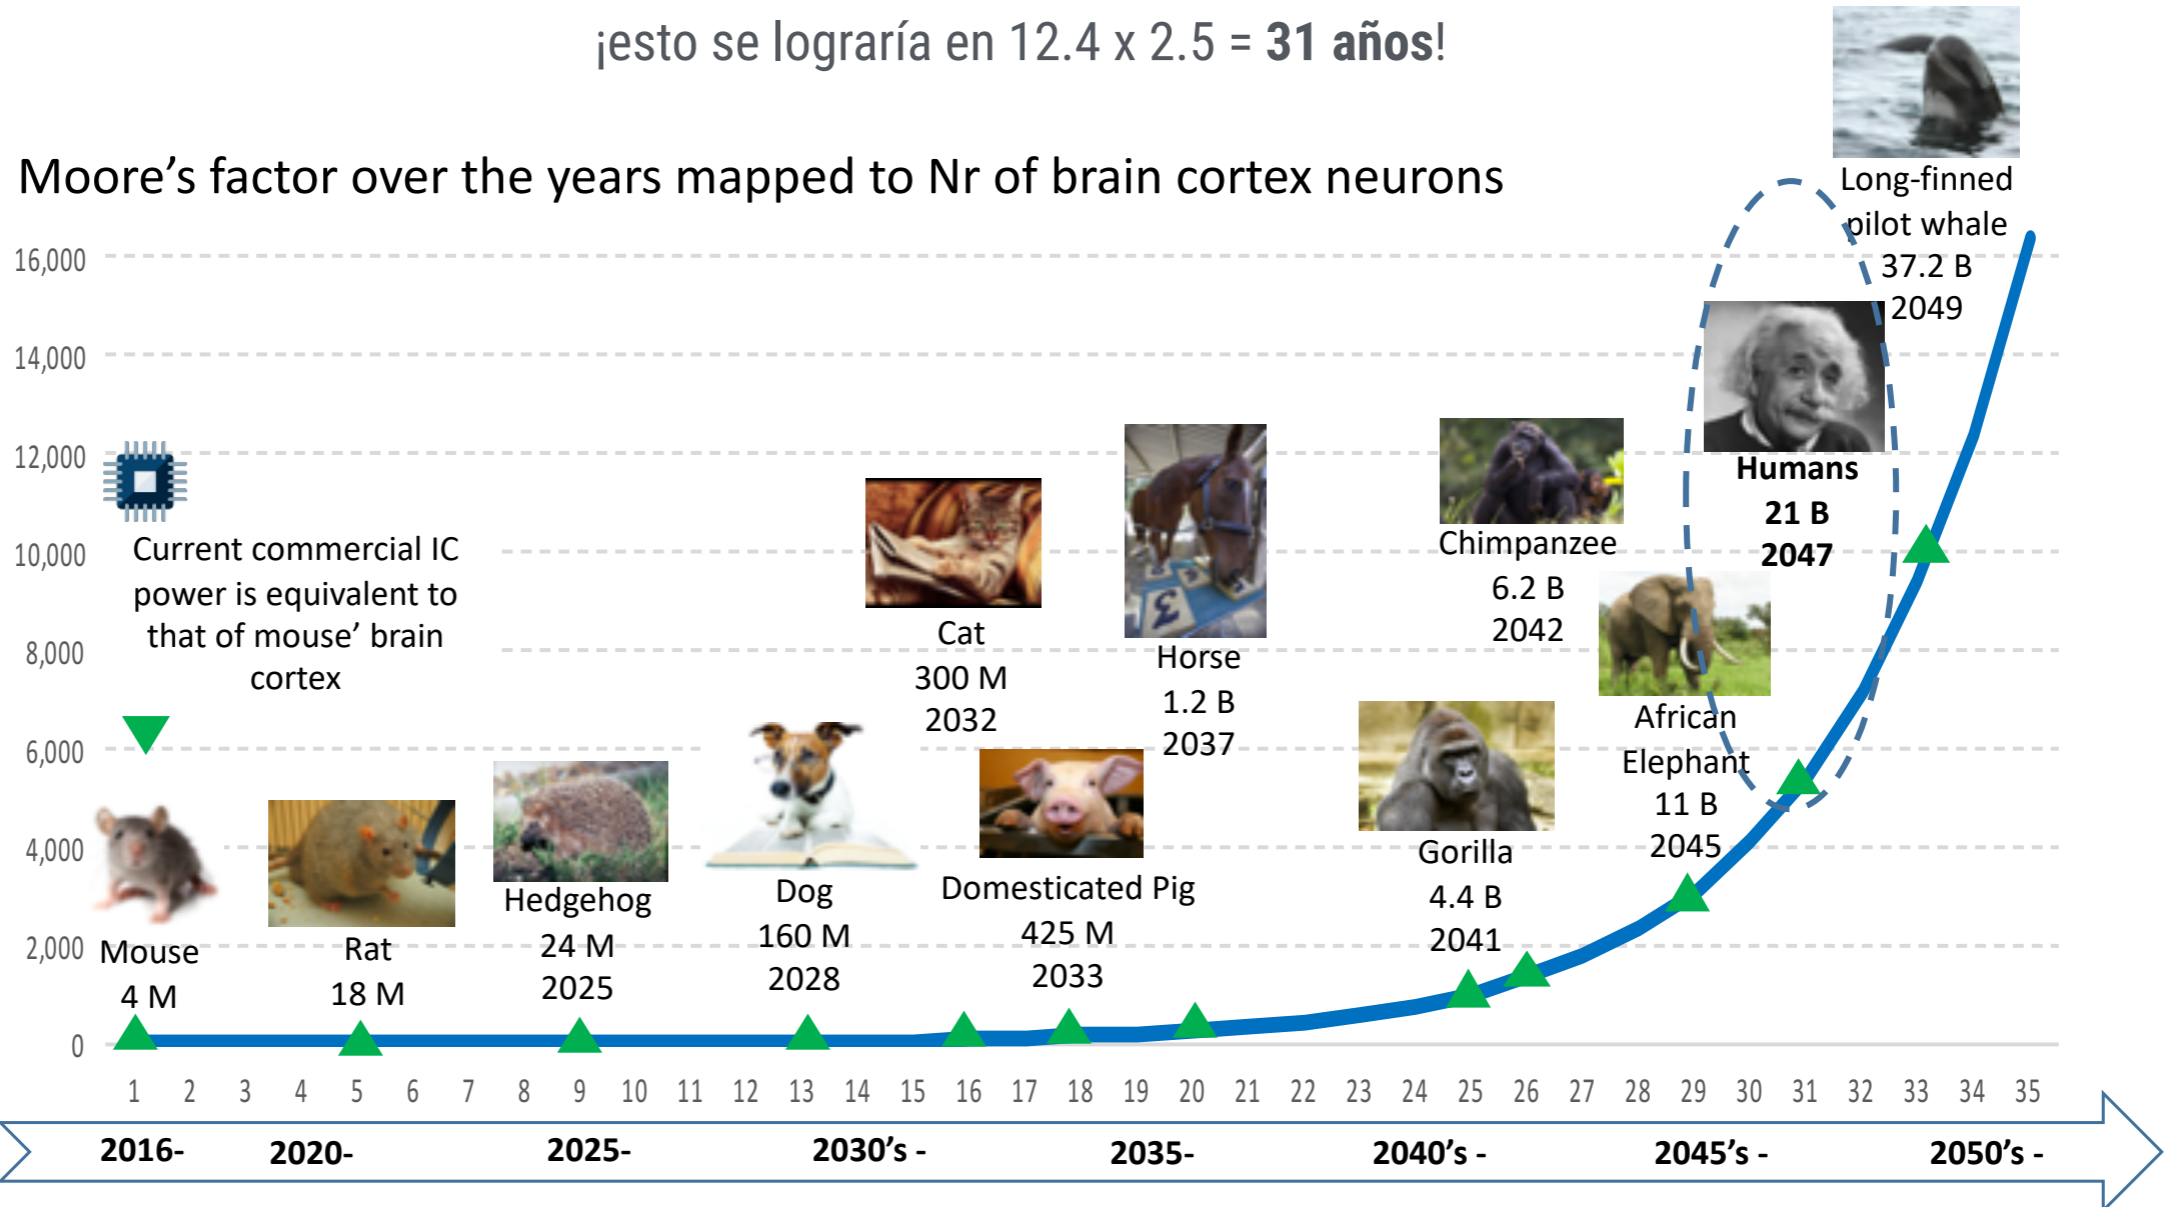 ¡esto se lograría en 12.4 x 2.5 = 31 años!
Moore's factor over the years mapped to Nr of brain cortex neurons
Long-finned
pilot whale
37.2 B
2049
16,000
14,000
12,000
10,000
8,000
6,000
4,000
2,000
0
Current commercial IC
power is equivalent to
that of mouse' brain
cortex
Mouse
4 M
Rat
18 M
Hedgehog
24 M
2025
Dog
160 M
2028
Cat
300 M
2032
Domesticated Pig
425 M
2033
3
Horse
1.2 B
2037
Gorilla
4.4 B
2041
Chimpanzee
6.2 B
2042
African
Elephant
11 B
2045
Humans
21 B
2047
1 2 3 4 5 6 7 8 9 10 11 12 13 14 15 16 17 18 19 20 21 22 23 24 25 26 27 28 29 30 31 32 33 34 35
2016- 2020- 2025- 2030's - 2035- 2040's - 2045's - 2050's -